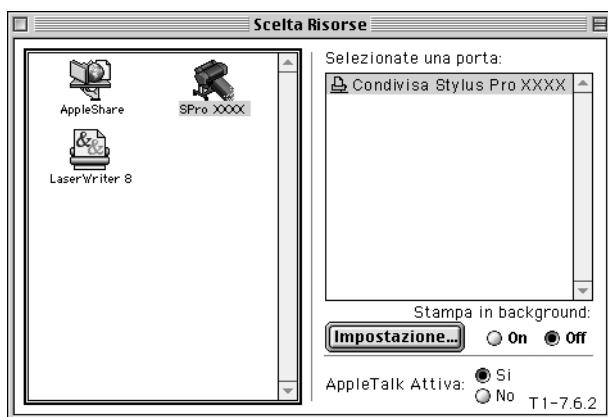 Scelta Risorse
AppleShare
SPro XXXX
LaserWriter 8
Selezionate una porta:
Condivisa Stylus Pro XXXX
Stampa in background:
Impostazione...
On
Off
AppleTalk Attiva:
Si
No
T1-7.6.2